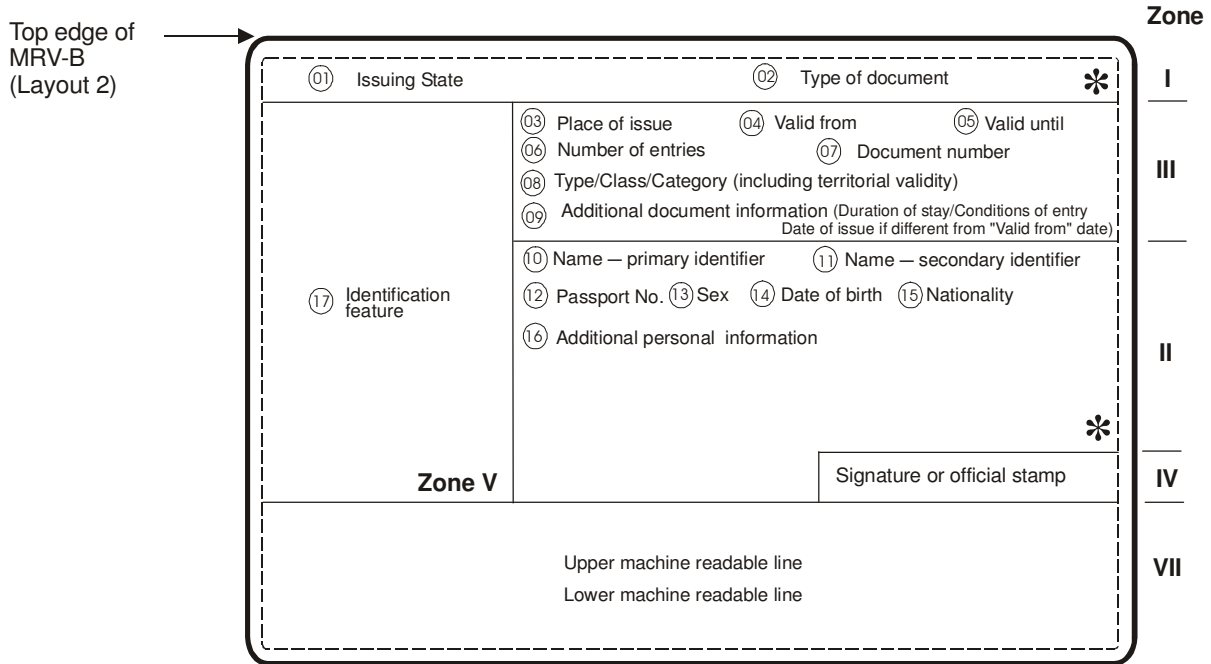 Zone
Top edge of
MRV-B
(Layout 2)
01 Issuing State 02 Type of document * I
03 Place of issue 04 Valid from 05 Valid until
06 Number of entries 07 Document number
III
08 Type/Class/Category (including territorial validity)
09 Additional document information (Duration of stay/Conditions of entry
Date of issue if different from "Valid from" date)
10 Name — primary identifier 11 Name — secondary identifier
17 Identification
feature
12 Passport No. 13 Sex 14 Date of birth 15 Nationality
16 Additional personal information
II
*
Zone V
Signature or official stamp
IV
Upper machine readable line
Lower machine readable line
VII